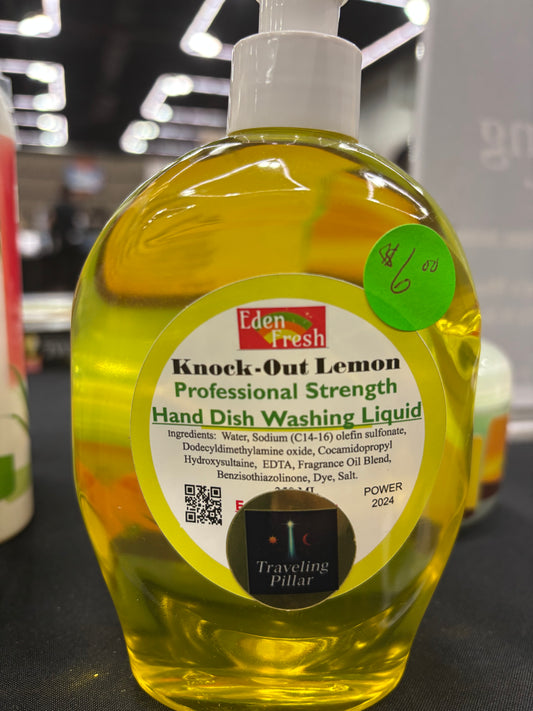 $6.00
Eden
Fresh
Knock-Out Lemon
Professional Strength
Hand Dish Washing Liquid
Ingredients: Water, Sodium (C14-16) olefin sulfonate,
Dodecyldimethylamine oxide, Cocamidopropyl
Hydroxysultaine, EDTA, Fragrance Oil Blend,
Benzisothiazolinone, Dye, Salt.
POWER
2024
Traveling
Pillar